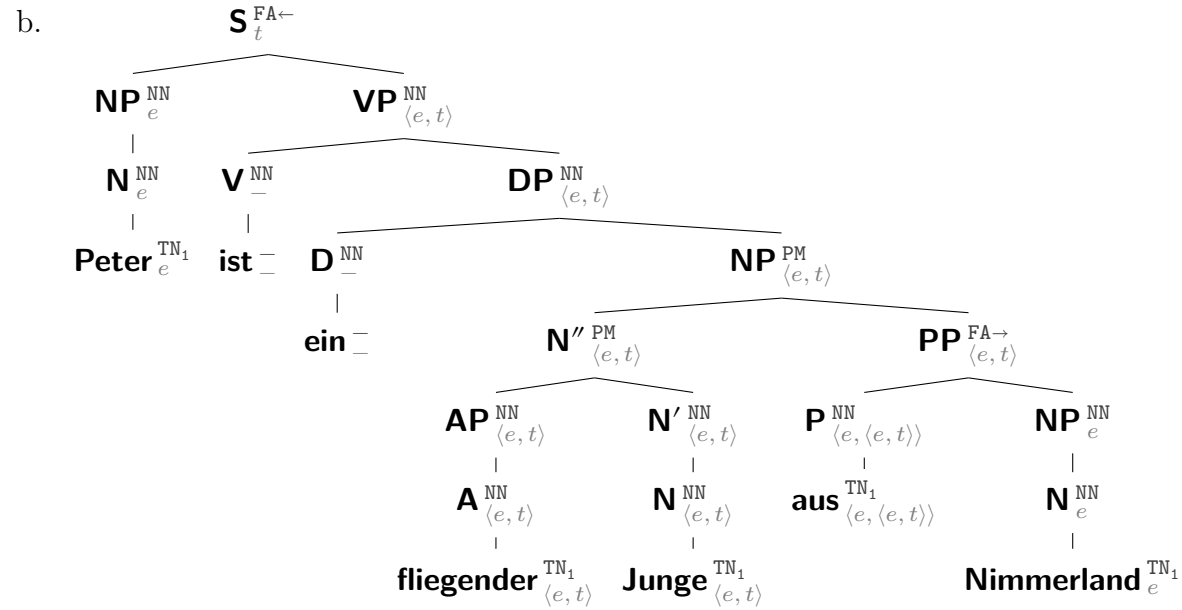 b. S FA← t
NP NN e VP NN ⟨e, t⟩
N NN e V NN – DP NN ⟨e, t⟩
Peter TN₁ e ist – – D NN – NP PM ⟨e, t⟩
ein – – N″ PM ⟨e, t⟩ PP FA→ ⟨e, t⟩
AP NN ⟨e, t⟩ N′ NN ⟨e, t⟩ P NN ⟨e, ⟨e, t⟩⟩ NP NN e
A NN ⟨e, t⟩ N NN ⟨e, t⟩ aus TN₁ ⟨e, ⟨e, t⟩⟩ N NN e
fliegender TN₁ ⟨e, t⟩ Junge TN₁ ⟨e, t⟩ Nimmerland TN₁ e